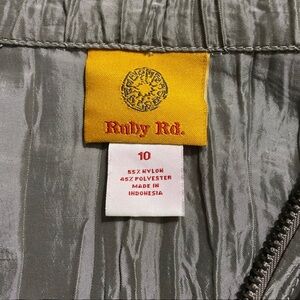 Ruby Rd.
10
55% NYLON
45% POLYESTER
MADE IN
INDONESIA